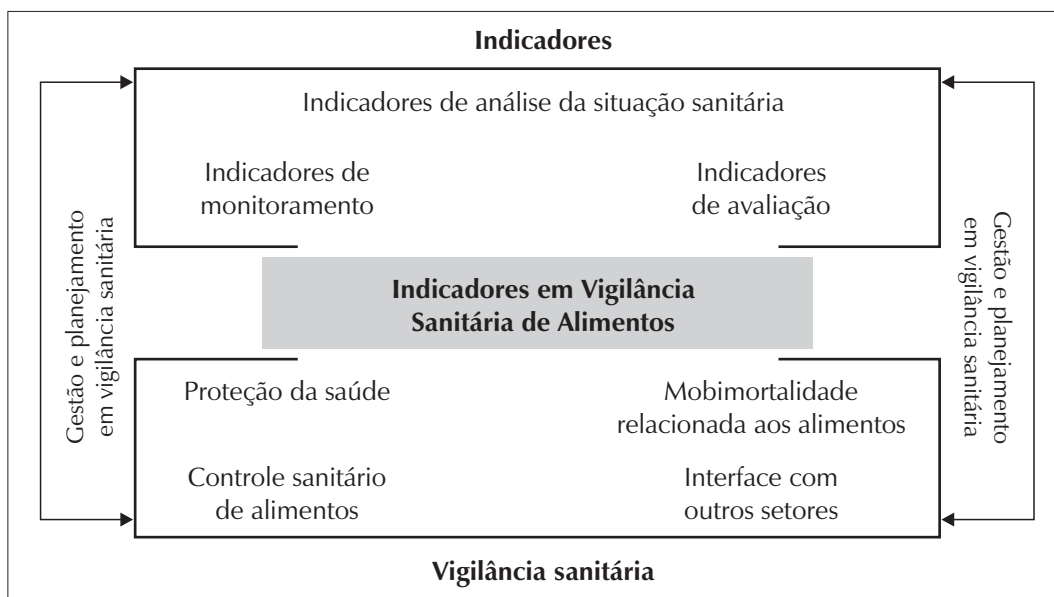 Indicadores
Indicadores de análise da situação sanitária
Indicadores de
monitoramento
Indicadores
de avaliação
Gestão e planejamento
em vigilância sanitária
Gestão e planejamento
em vigilância sanitária
Indicadores em Vigilância
Sanitária de Alimentos
Proteção da saúde
Mobimortalidade
relacionada aos alimentos
Controle sanitário
de alimentos
Interface com
outros setores
Vigilância sanitária